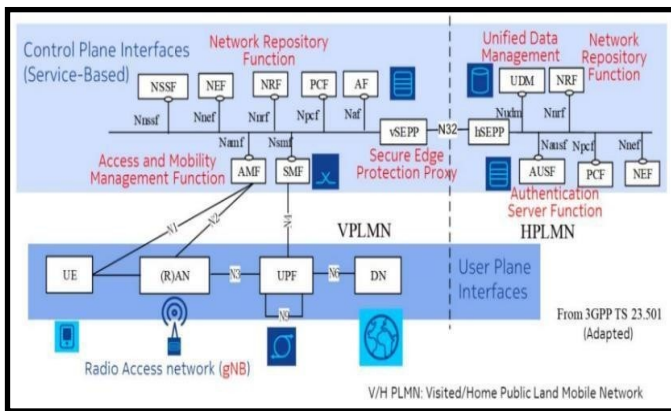 Control Plane Interfaces
(Service-Based)
Network Repository
Function
Unified Data
Management
Network
Repository
Function
NSSF
NEF
NRF
PCF
AF
UDM
NRF
Nnssf
Nnef
Nnrf
Npcf
Naf
Nudm
Nnrf
vSEPP
N32
hSEPP
Namf
Nsmf
Nausf
Npcf
Nnef
Secure Edge
Protection Proxy
Access and Mobility
Management Function
AMF
SMF
AUSF
PCF
NEF
Authentication
Server Function
N1
N2
N4
VPLMN
HPLMN
UE
(R)AN
N3
UPF
N6
DN
User Plane
Interfaces
N9
From 3GPP TS 23.501
(Adapted)
Radio Access network (gNB)
V/H PLMN: Visited/Home Public Land Mobile Network